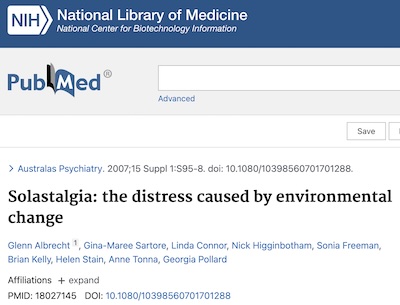 NIH National Library of Medicine
National Center for Biotechnology Information
PubMed®
Advanced
Save
Australas Psychiatry. 2007;15 Suppl 1:S95-8. doi: 10.1080/10398560701701288.
Solastalgia: the distress caused by environmental
change
Glenn Albrecht 1, Gina-Maree Sartore, Linda Connor, Nick Higginbotham, Sonia Freeman,
Brian Kelly, Helen Stain, Anne Tonna, Georgia Pollard
Affiliations + expand
PMID: 18027145 DOI: 10.1080/10398560701701288